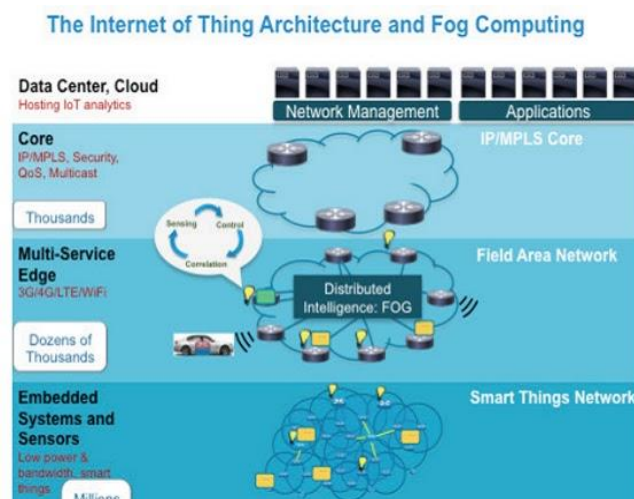 The Internet of Thing Architecture and Fog Computing
Data Center, Cloud
Hosting IoT analytics
Network Management
Applications
Core
IP/MPLS, Security,
QoS, Multicast
IP/MPLS Core
Thousands
Sensing
Control
Correlation
Multi-Service
Edge
3G/4G/LTE/WiFi
Field Area Network
Distributed
Intelligence: FOG
Dozens of
Thousands
Embedded
Systems and
Sensors
Low power &
bandwidth, smart
things
Smart Things Network
Millions